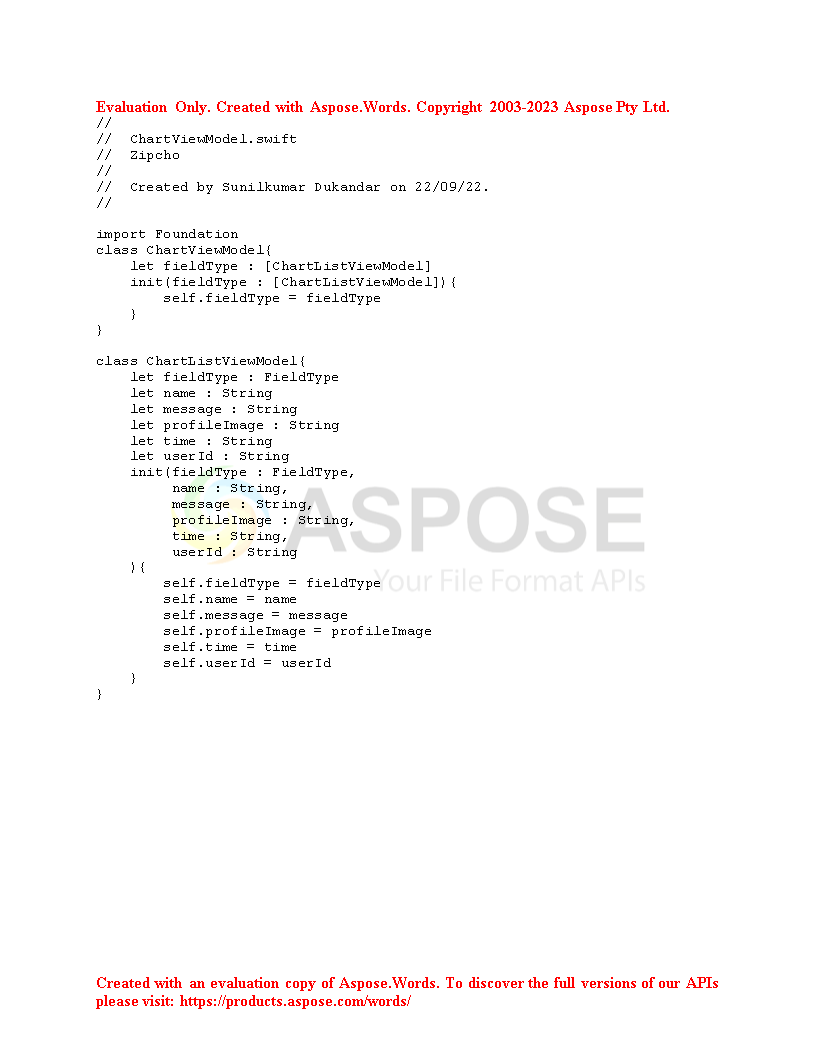 Evaluation Only. Created with Aspose.Words. Copyright 2003-2023 Aspose Pty Ltd.
//
//  ChartViewModel.swift
//  Zipcho
//
//  Created by Sunilkumar Dukandar on 22/09/22.
//

import Foundation
class ChartViewModel{
    let fieldType : [ChartListViewModel]
    init(fieldType : [ChartListViewModel]){
        self.fieldType = fieldType
    }
}

class ChartListViewModel{
    let fieldType : FieldType
    let name : String
    let message : String
    let profileImage : String
    let time : String
    let userId : String
    init(fieldType : FieldType,
         name : String,
         message : String,
         profileImage : String,
         time : String,
         userId : String
    ){
        self.fieldType = fieldType
        self.name = name
        self.message = message
        self.profileImage = profileImage
        self.time = time
        self.userId = userId
    }
}
ASPOSE
Your File Format APIs
Created with an evaluation copy of Aspose.Words. To discover the full versions of our APIs
please visit: https://products.aspose.com/words/